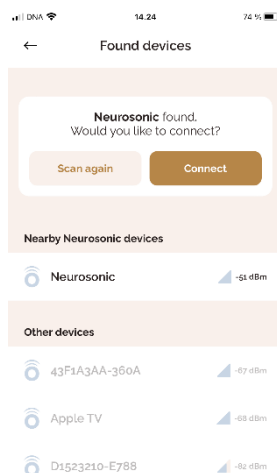 DNA 14.24 74 %
Found devices
Neurosonic found.
Would you like to connect?
Scan again Connect
Nearby Neurosonic devices
Neurosonic -51 dBm
Other devices
43F1A3AA-360A -67 dBm
Apple TV -68 dBm
D1523210-E788 -82 dBm